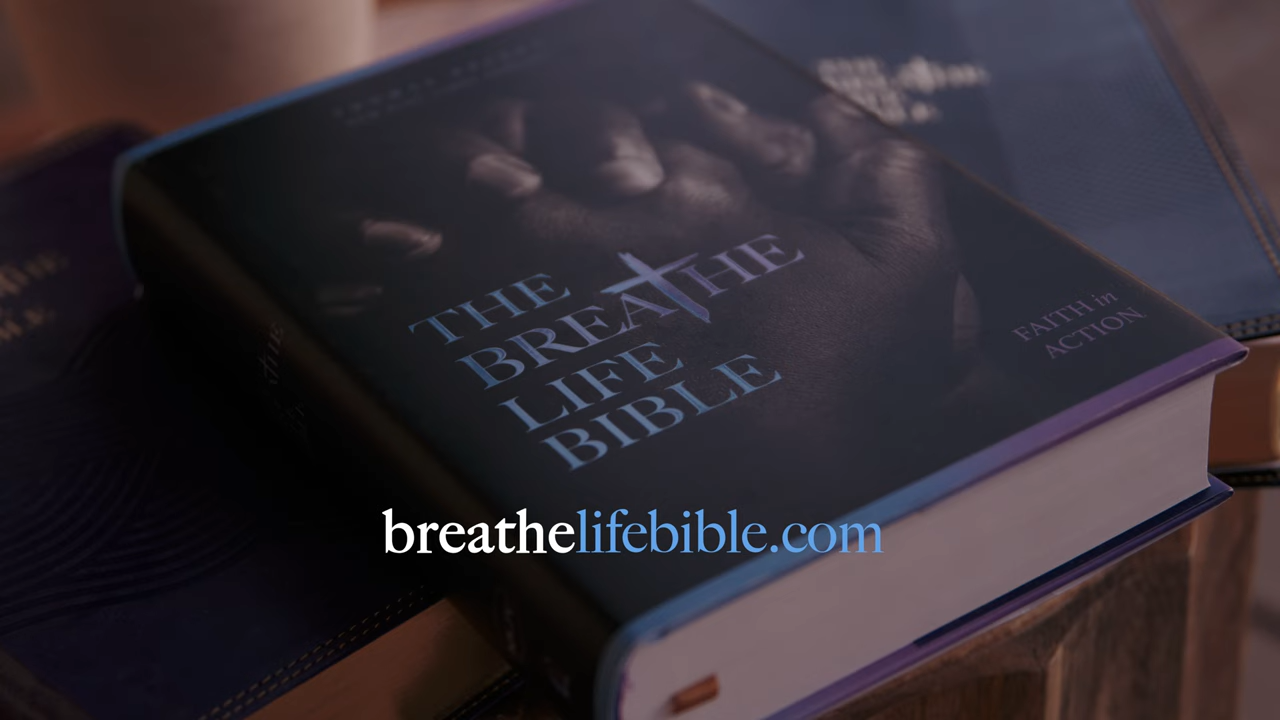 THE
BREATHE
LIFE
BIBLE
FAITH in
ACTION
breathelifebible.com